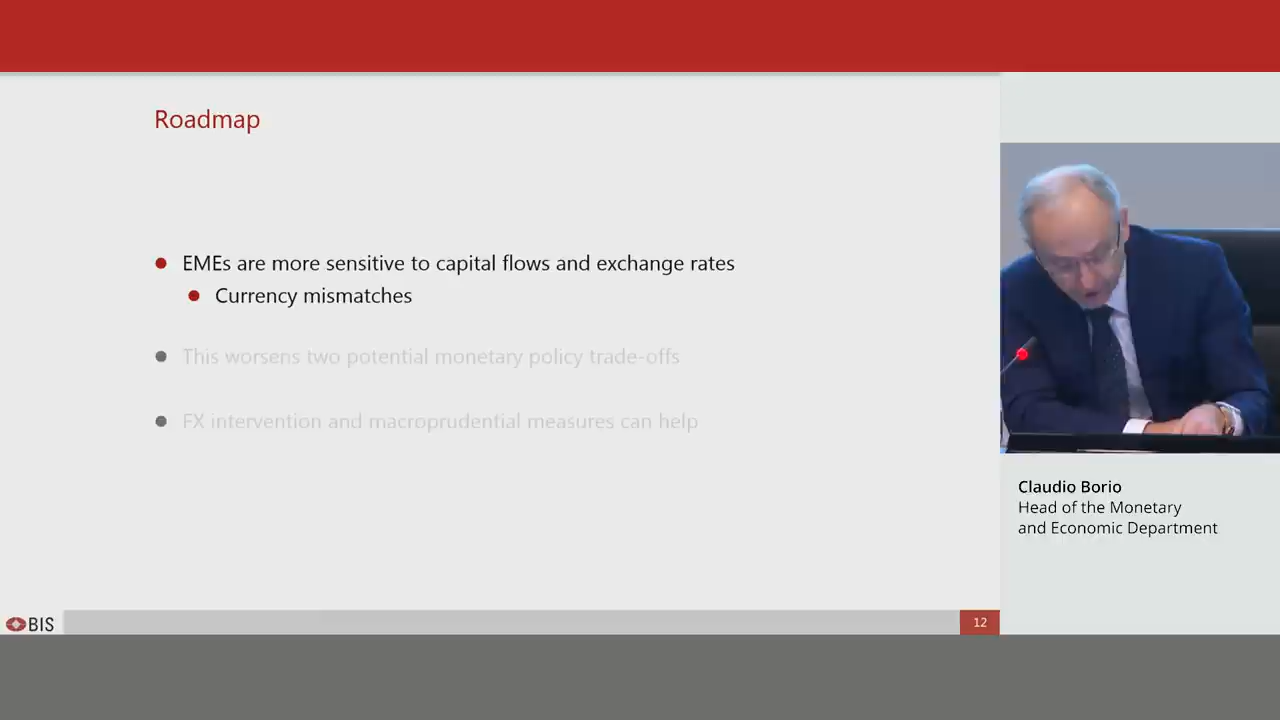 Roadmap
EMEs are more sensitive to capital flows and exchange rates
Currency mismatches
This worsens two potential monetary policy trade-offs
FX intervention and macroprudential measures can help
Claudio Borio
Head of the Monetary
and Economic Department
BIS
12